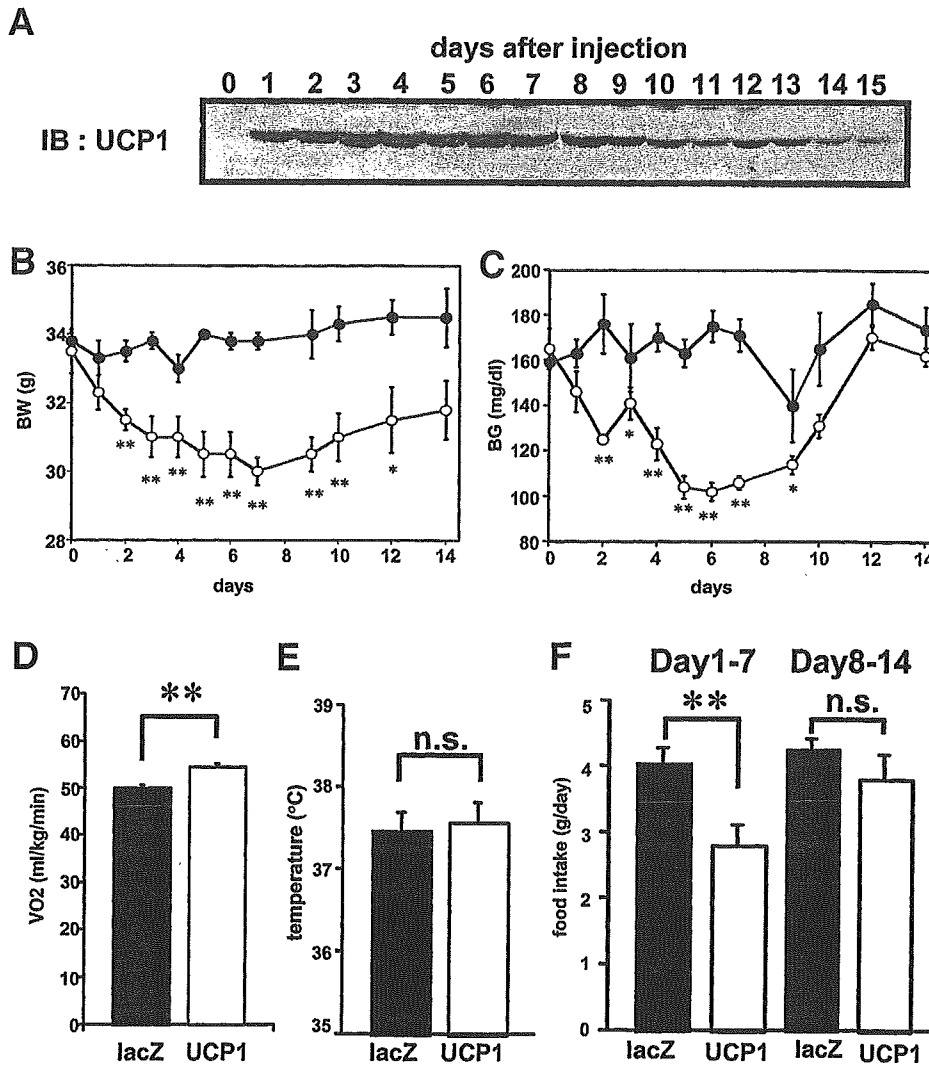 A
days after injection
0 1 2 3 4 5 6 7 8 9 10 11 12 13 14 15
IB : UCP1
B
36
34
32
30
28
BW (g)
** ** ** ** ** ** ** ** *
0 2 4 6 8 10 12 14
days
C
200
180
160
140
120
100
80
BG (mg/dl)
** * ** ** ** ** *
0 2 4 6 8 10 12 14
days
D
**
70
60
50
40
30
20
10
0
VO2 (ml/kg/min)
lacZ UCP1
E
n.s.
39
38
37
36
35
temperature (°C)
lacZ UCP1
F
Day1-7 Day8-14
** n.s.
5
4
3
2
1
0
food intake (g/day)
lacZ UCP1 lacZ UCP1